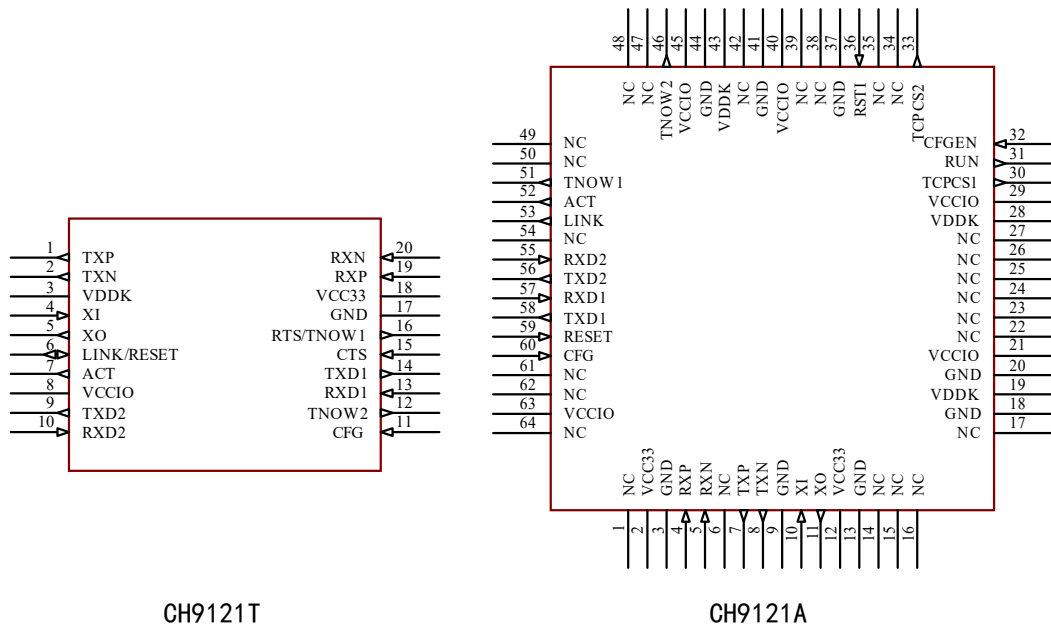 48 47 46 45 44 43 42 41 40 39 38 37 36 35 34 33
NC NC TNOW2 VCCIO GND VDDK NC GND VCCIO NC NC GND RST1 NC NC TCPCS2
49 NC
50 NC
51 TNOW1
52 ACT
53 LINK
54 NC
55 RXD2
56 TXD2
57 RXD1
58 TXD1
59 RESET
60 CFG
61 NC
62 NC
63 VCCIO
64 NC
CFGEN 32
RUN 31
TCPCS1 30
VCCIO 29
VDDK 28
NC 27
NC 26
NC 25
NC 24
NC 23
NC 22
VCCIO 21
GND 20
VDDK 19
GND 18
NC 17
NC VCC33 GND RXP RXN NC TXP TXN GND XI XO VCC33 GND NC NC NC
1 2 3 4 5 6 7 8 9 10 11 12 13 14 15 16
1 TXP RXN 20
2 TXN RXP 19
3 VDDK VCC33 18
4 XI GND 17
5 XO RTS/TNOW1 16
6 LINK/RESET CTS 15
7 ACT TXD1 14
8 VCCIO RXD1 13
9 TXD2 TNOW2 12
10 RXD2 CFG 11
CH9121T CH9121A